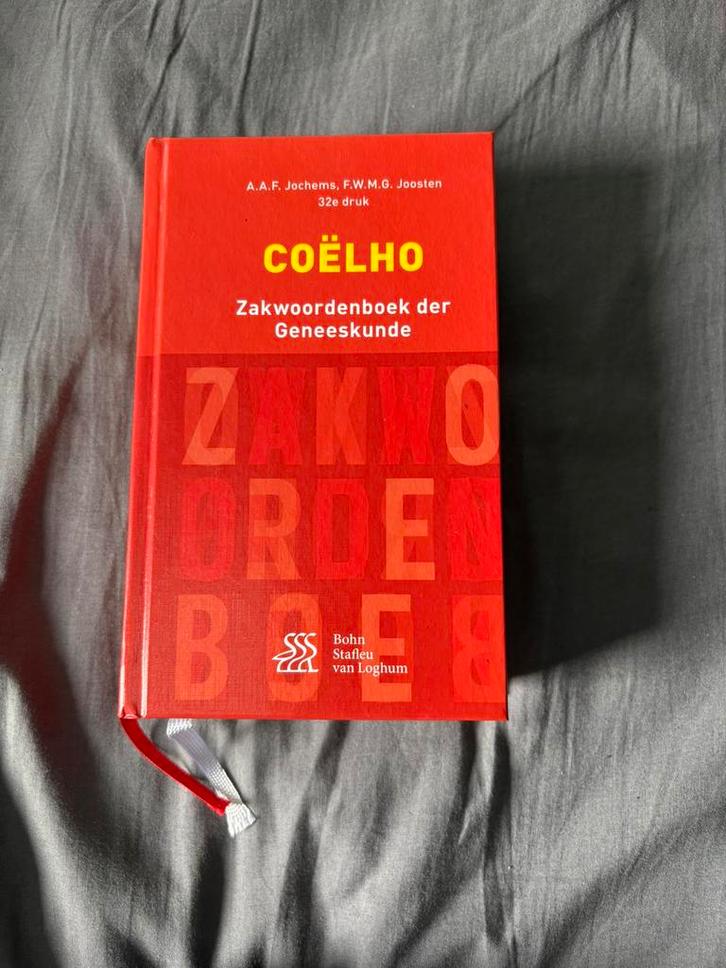 A.A.F. Jochems, F.W.M.G. Joosten
32e druk
COËLHO
Zakwoordenboek der
Geneeskunde
ZAKWO
ORDEN
BOEK
Bohn
Stafleu
van Loghum